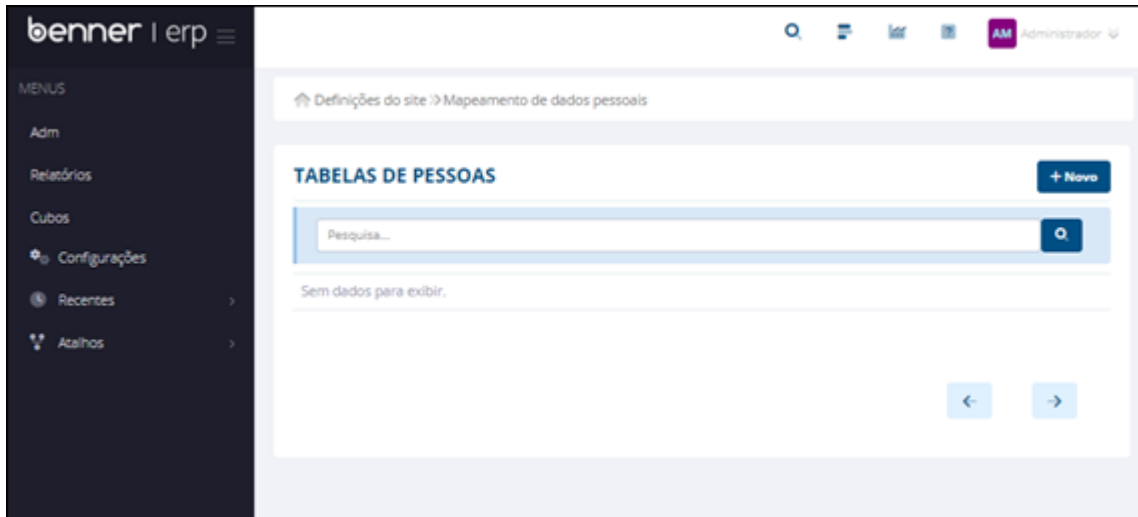 benner | erp
AM Administrador
MENUS
Definições do site » Mapeamento de dados pessoais
Adm
Relatórios
TABELAS DE PESSOAS
+ Novo
Cubos
Pesquisa...
Configurações
Recentes
Sem dados para exibir.
Atalhos